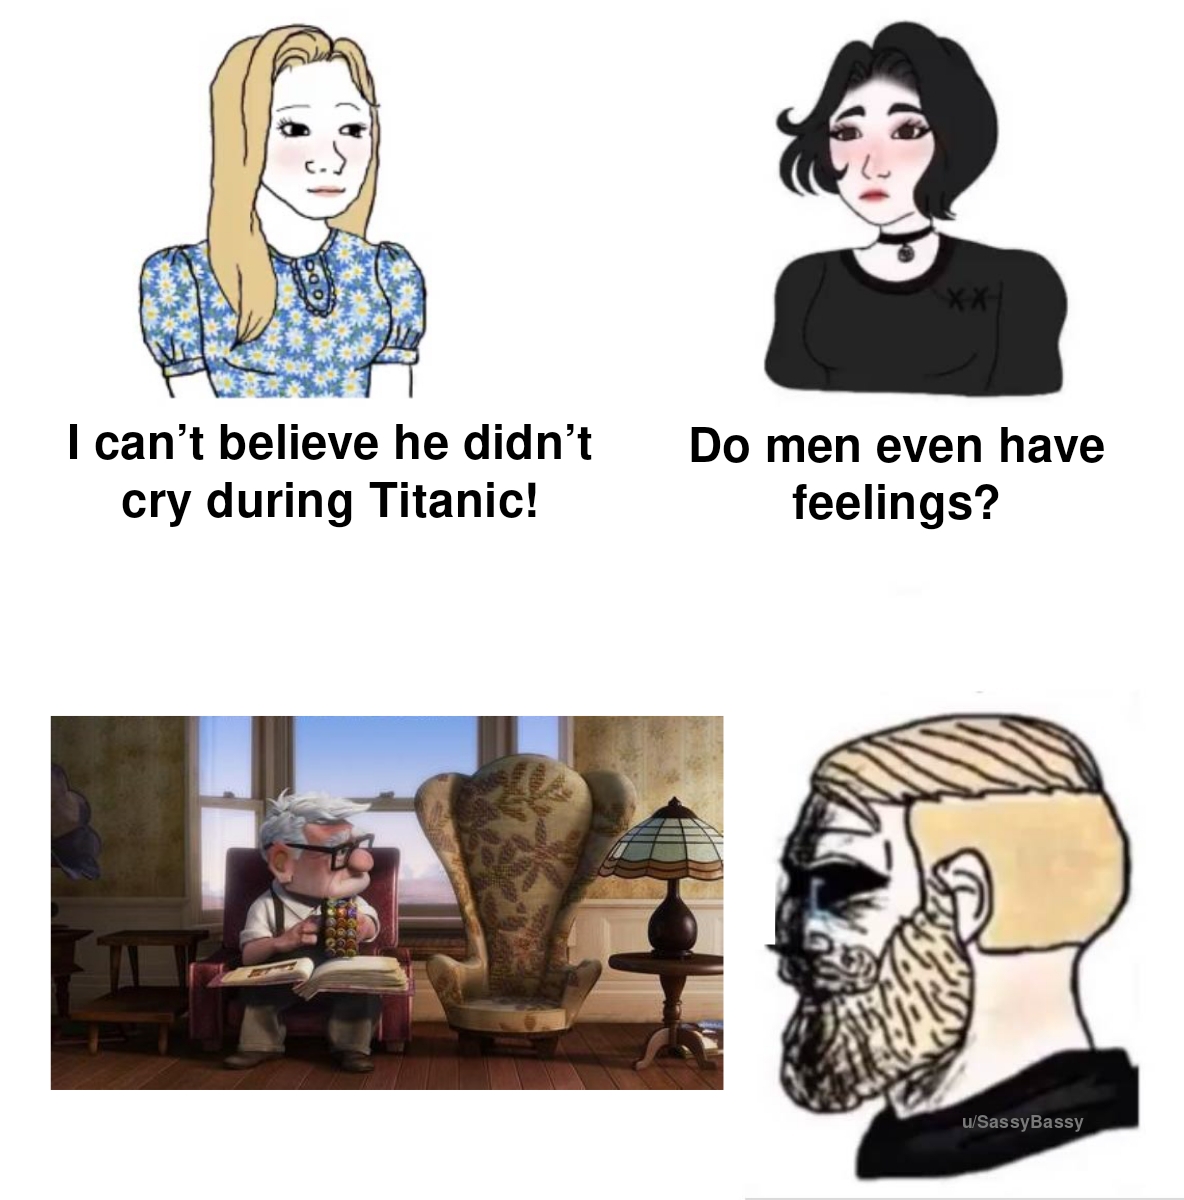 I can’t believe he didn’t
cry during Titanic!
Do men even have
feelings?
u/SassyBassy